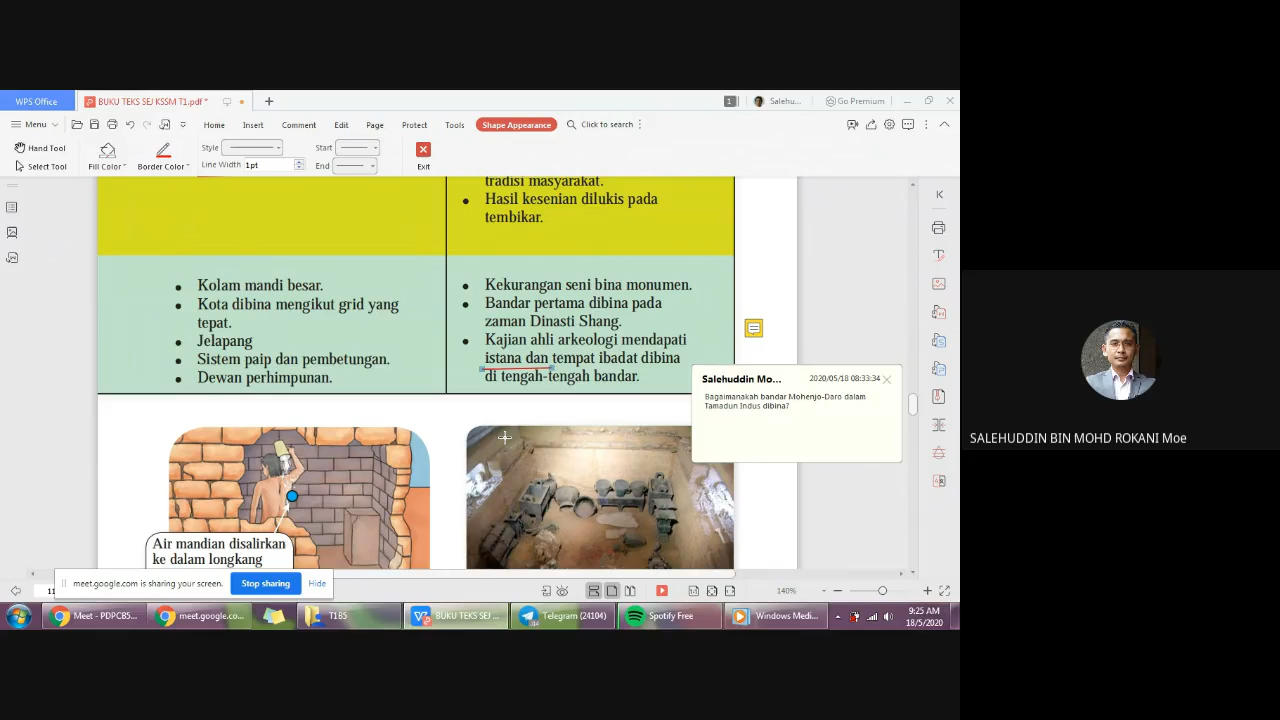 WPS Office
BUKU TEKS SEJ KSSM T1.pdf *
1
Salehu...
Go Premium
Menu
Home
Insert
Comment
Edit
Page
Protect
Tools
Shape Appearance
Click to search
Hand Tool
Select Tool
Fill Color
Border Color
Style
Line Width 1pt
Start
End
Exit
tradisi masyarakat.
Hasil kesenian dilukis pada
tembikar.
Kolam mandi besar.
Kota dibina mengikut grid yang
tepat.
Jelapang
Sistem paip dan pembetungan.
Dewan perhimpunan.
Kekurangan seni bina monumen.
Bandar pertama dibina pada
zaman Dinasti Shang.
Kajian ahli arkeologi mendapati
istana dan tempat ibadat dibina
di tengah-tengah bandar.
Salehuddin Mo... 2020/05/18 08:33:34
Bagaimanakah bandar Mohenjo-Daro dalam
Tamadun Indus dibina?
Air mandian disalirkan
ke dalam longkang
meet.google.com is sharing your screen.
Stop sharing
Hide
140%
Meet - PDPCB5...
meet.google.co...
T1B5
BUKU TEKS SEJ ...
Telegram (24104)
Spotify Free
Windows Medi...
9:25 AM
18/5/2020
SALEHUDDIN BIN MOHD ROKANI Moe